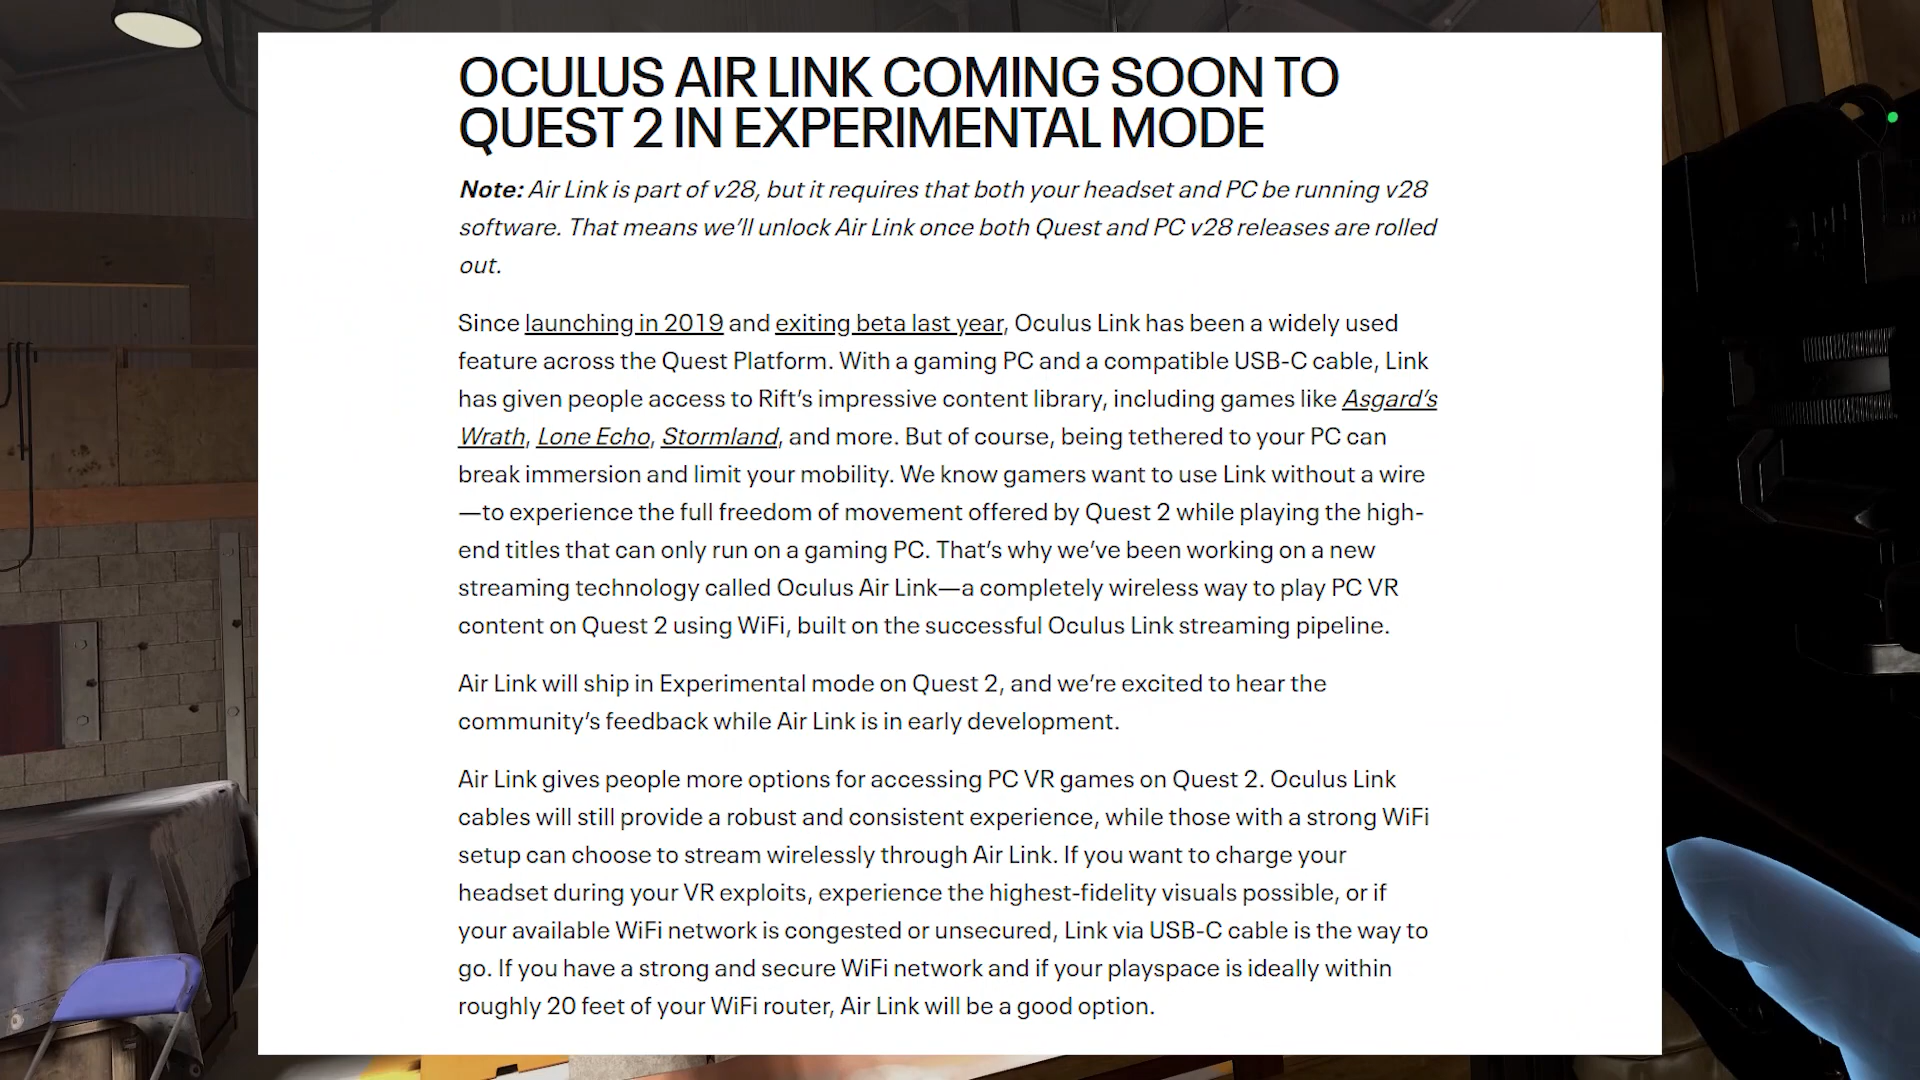 OCULUS AIR LINK COMING SOON TO
QUEST 2 IN EXPERIMENTAL MODE
Note: Air Link is part of v28, but it requires that both your headset and PC be running v28
software. That means we’ll unlock Air Link once both Quest and PC v28 releases are rolled
out.
Since launching in 2019 and exiting beta last year, Oculus Link has been a widely used
feature across the Quest Platform. With a gaming PC and a compatible USB-C cable, Link
has given people access to Rift’s impressive content library, including games like Asgard’s
Wrath, Lone Echo, Stormland, and more. But of course, being tethered to your PC can
break immersion and limit your mobility. We know gamers want to use Link without a wire
—to experience the full freedom of movement offered by Quest 2 while playing the high-
end titles that can only run on a gaming PC. That’s why we’ve been working on a new
streaming technology called Oculus Air Link—a completely wireless way to play PC VR
content on Quest 2 using WiFi, built on the successful Oculus Link streaming pipeline.
Air Link will ship in Experimental mode on Quest 2, and we’re excited to hear the
community’s feedback while Air Link is in early development.
Air Link gives people more options for accessing PC VR games on Quest 2. Oculus Link
cables will still provide a robust and consistent experience, while those with a strong WiFi
setup can choose to stream wirelessly through Air Link. If you want to charge your
headset during your VR exploits, experience the highest-fidelity visuals possible, or if
your available WiFi network is congested or unsecured, Link via USB-C cable is the way to
go. If you have a strong and secure WiFi network and if your playspace is ideally within
roughly 20 feet of your WiFi router, Air Link will be a good option.